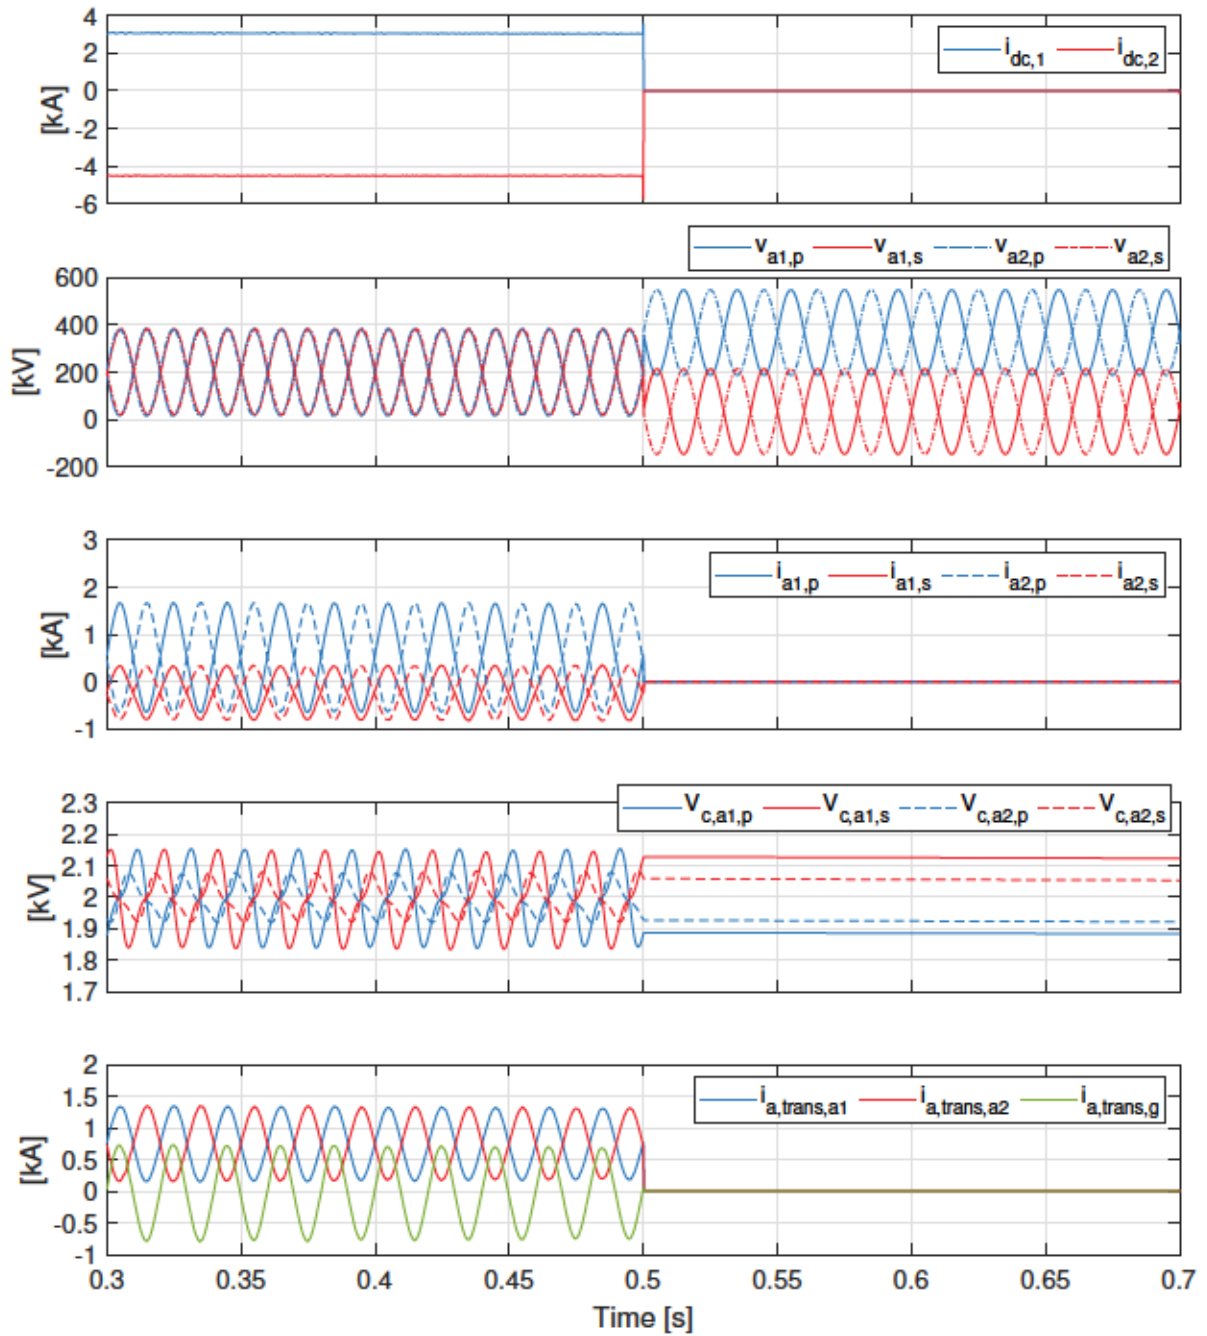 4
2
0
-2
-4
-6
[kA]
i_dc,1 i_dc,2
v_a1,p v_a1,s v_a2,p v_a2,s
600
400
200
0
-200
[kV]
3
2
1
0
-1
[kA]
i_a1,p i_a1,s i_a2,p i_a2,s
V_c,a1,p V_c,a1,s V_c,a2,p V_c,a2,s
2.3
2.2
2.1
2
1.9
1.8
1.7
[kV]
2
1.5
1
0.5
0
-0.5
-1
[kA]
i_a,trans,a1 i_a,trans,a2 i_a,trans,g
0.3 0.35 0.4 0.45 0.5 0.55 0.6 0.65 0.7
Time [s]